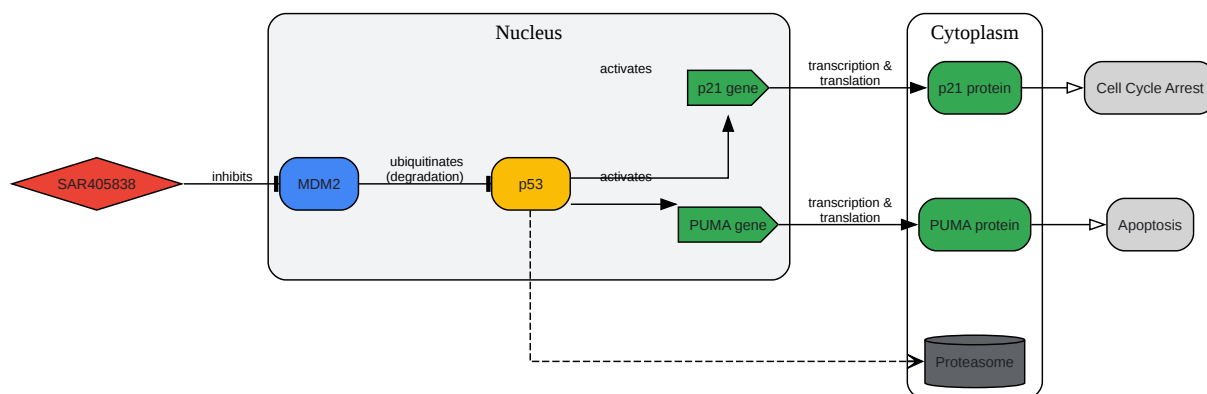 Nucleus
Cytoplasm
activates
p21 gene
transcription &
translation
p21 protein
Cell Cycle Arrest
SAR405838
inhibits
MDM2
ubiquitinates
(degradation)
p53
activates
PUMA gene
transcription &
translation
PUMA protein
Apoptosis
Proteasome